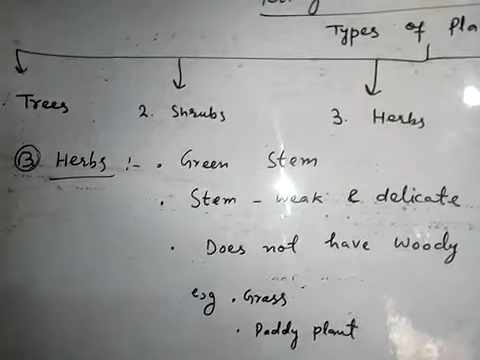 Types of Pla
Trees 2. Shrubs 3. Herbs
③ Herbs :- • Green Stem
• Stem - weak & delicate
• Does not have woody
e.g • Grass
• Paddy plant